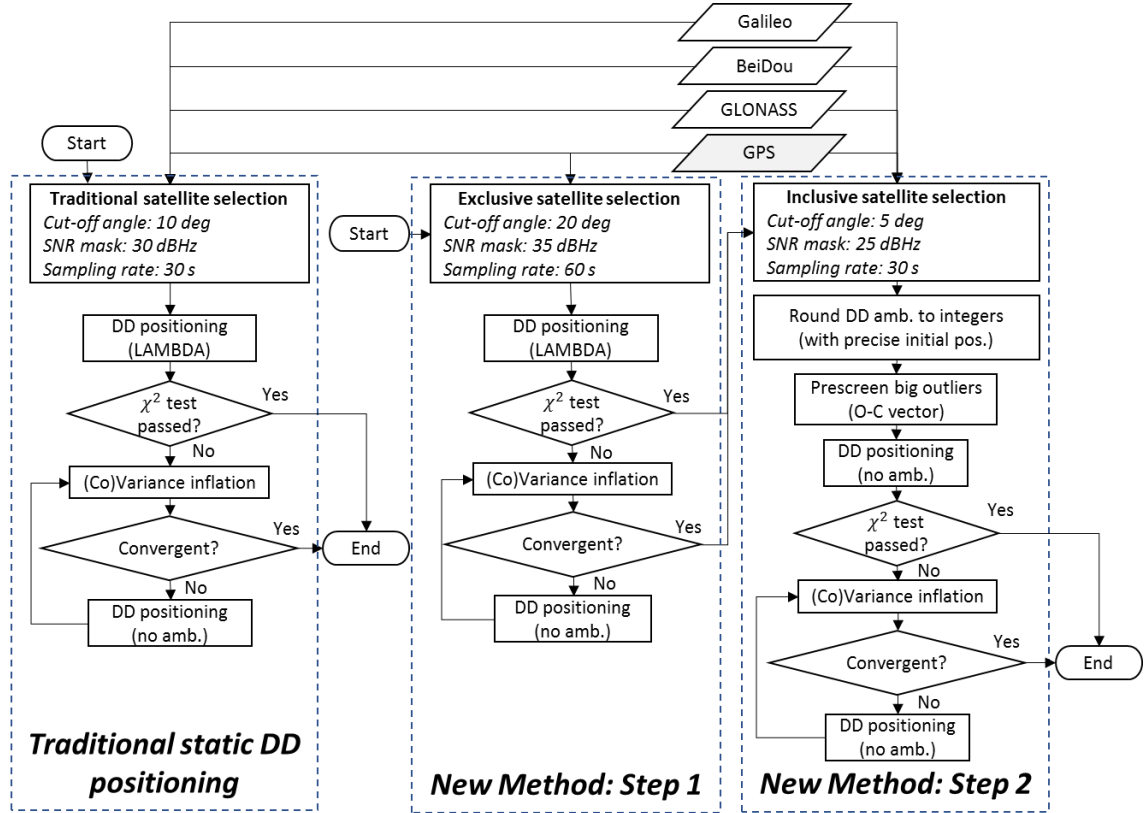 Galileo
BeiDou
GLONASS
GPS
Start
Traditional satellite selection
Cut-off angle: 10 deg
SNR mask: 30 dBHz
Sampling rate: 30 s
DD positioning
(LAMBDA)
χ² test
passed?
Yes
No
(Co)Variance inflation
Convergent?
Yes
End
No
DD positioning
(no amb.)
Traditional static DD
positioning
Start
Exclusive satellite selection
Cut-off angle: 20 deg
SNR mask: 35 dBHz
Sampling rate: 60 s
DD positioning
(LAMBDA)
χ² test
passed?
Yes
No
(Co)Variance inflation
Convergent?
Yes
No
DD positioning
(no amb.)
New Method: Step 1
Inclusive satellite selection
Cut-off angle: 5 deg
SNR mask: 25 dBHz
Sampling rate: 30 s
Round DD amb. to integers
(with precise initial pos.)
Prescreen big outliers
(O-C vector)
DD positioning
(no amb.)
χ² test
passed?
Yes
No
(Co)Variance inflation
Convergent?
Yes
End
No
DD positioning
(no amb.)
New Method: Step 2